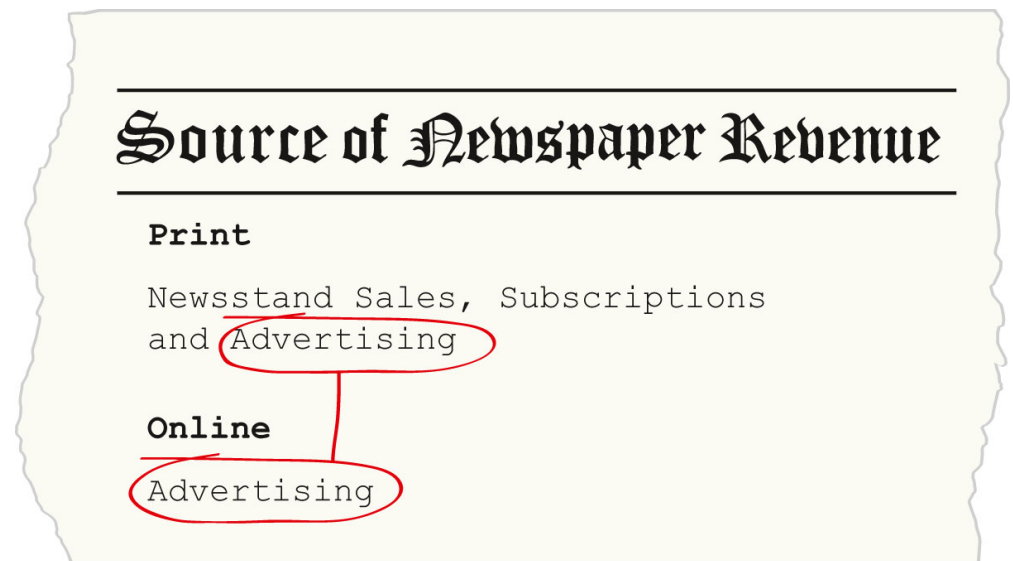 Source of Newspaper Revenue
Print
Newsstand Sales, Subscriptions
and Advertising
Online
Advertising